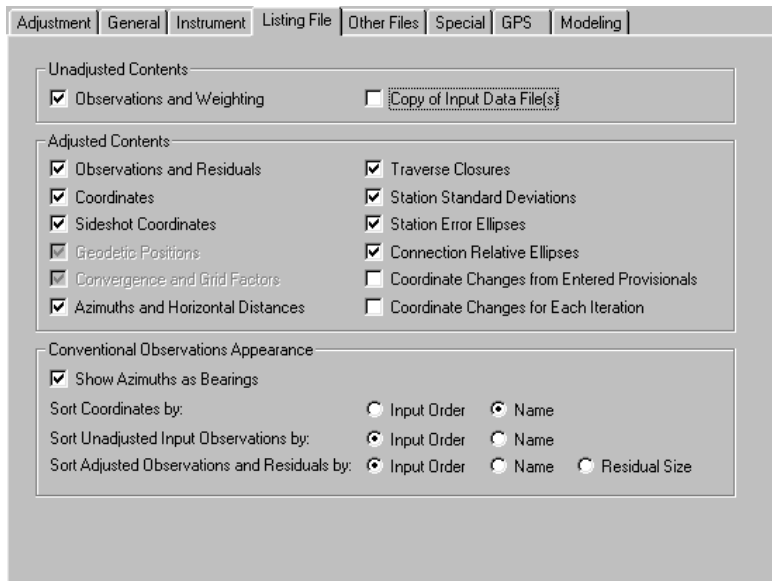 Adjustment General Instrument Listing File Other Files Special GPS Modeling
Unadjusted Contents
Observations and Weighting Copy of Input Data File(s)
Adjusted Contents
Observations and Residuals Traverse Closures
Coordinates Station Standard Deviations
Sideshot Coordinates Station Error Ellipses
Geodetic Positions Connection Relative Ellipses
Convergence and Grid Factors Coordinate Changes from Entered Provisionals
Azimuths and Horizontal Distances Coordinate Changes for Each Iteration
Conventional Observations Appearance
Show Azimuths as Bearings
Sort Coordinates by: Input Order Name
Sort Unadjusted Input Observations by: Input Order Name
Sort Adjusted Observations and Residuals by: Input Order Name Residual Size